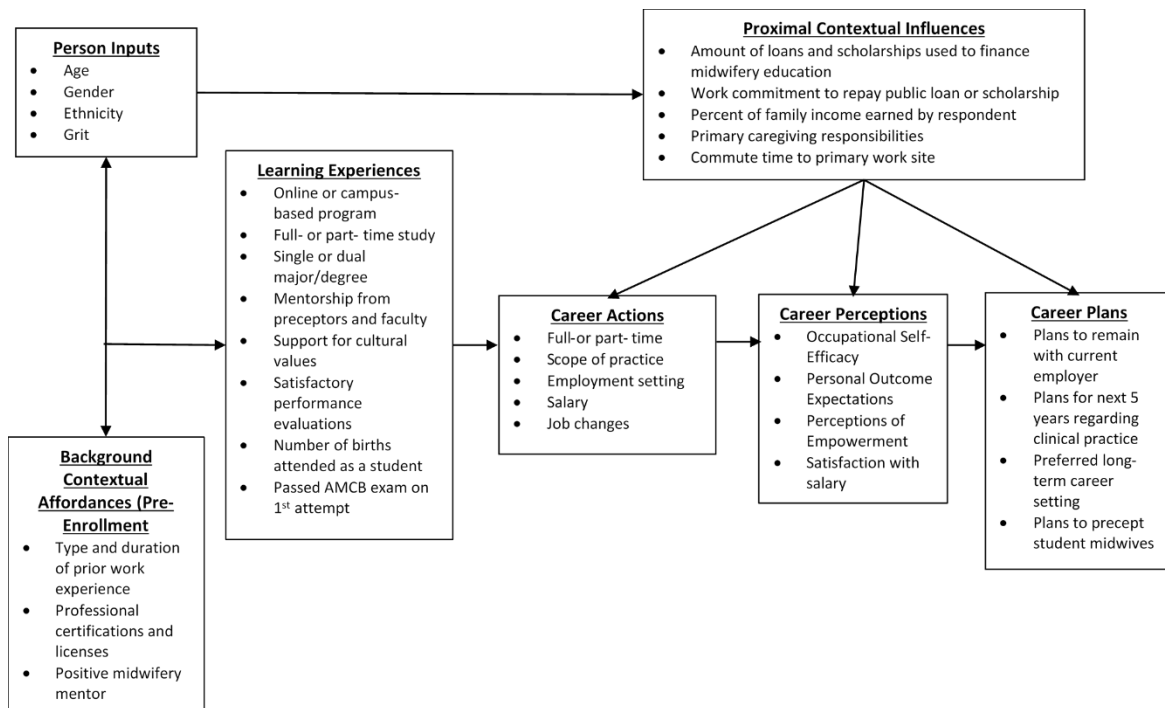 Person Inputs
• Age
• Gender
• Ethnicity
• Grit
Proximal Contextual Influences
• Amount of loans and scholarships used to finance
midwifery education
• Work commitment to repay public loan or scholarship
• Percent of family income earned by respondent
• Primary caregiving responsibilities
• Commute time to primary work site
Learning Experiences
• Online or campus-
based program
• Full- or part- time study
• Single or dual
major/degree
• Mentorship from
preceptors and faculty
• Support for cultural
values
• Satisfactory
performance
evaluations
• Number of births
attended as a student
• Passed AMCB exam on
1st attempt
Career Actions
• Full-or part- time
• Scope of practice
• Employment setting
• Salary
• Job changes
Career Perceptions
• Occupational Self-
Efficacy
• Personal Outcome
Expectations
• Perceptions of
Empowerment
• Satisfaction with
salary
Career Plans
• Plans to remain
with current
employer
• Plans for next 5
years regarding
clinical practice
• Preferred long-
term career
setting
• Plans to precept
student midwives
Background
Contextual
Affordances (Pre-
Enrollment
• Type and duration
of prior work
experience
• Professional
certifications and
licenses
• Positive midwifery
mentor